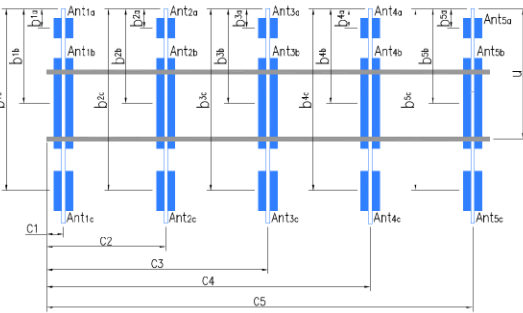 Ant1a Ant2a Ant3a Ant4a Ant5a
b1a b2a b3a b4a b5a
Ant1b Ant2b Ant3b Ant4b Ant5b
b1b b2b b3b b4b b5b
b2c b3c b4c b5c
Ant1c Ant2c Ant3c Ant4c Ant5c
C1
C2
C3
C4
C5